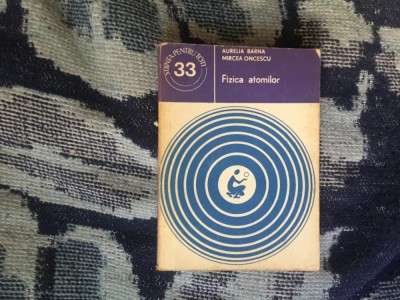 ȘTIINȚA PENTRU TOȚI
33
AURELIA BARNA
MIRCEA ONCESCU
Fizica atomilor